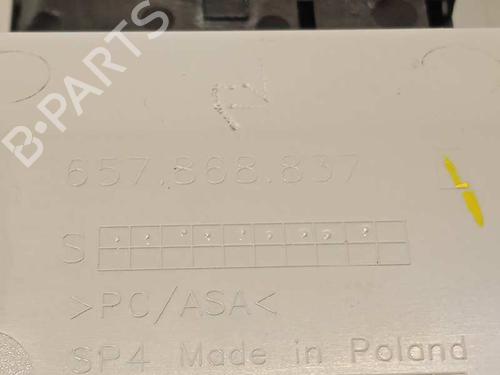 B-PARTS
657.868.837
S
>PC/ASA<
SP4 Made in Poland